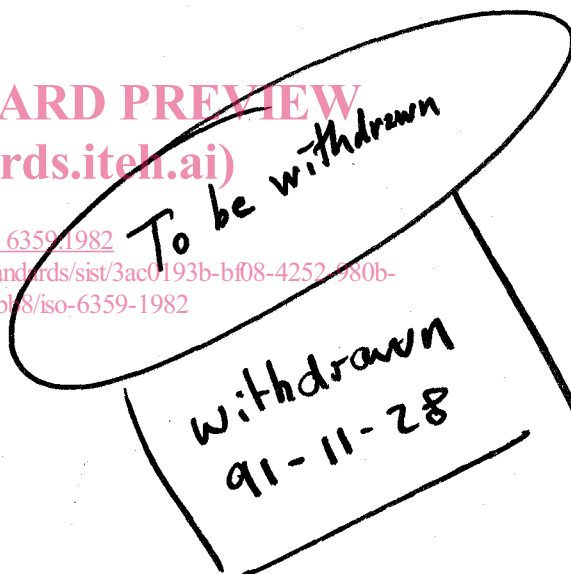 ARD PREVIEW
rds.iteh.ai)
6359:1982
andards/sist/3ac0193b-bf08-4252-980b-
bb8/iso-6359-1982
To be withdrawn
withdrawn
91-11-28